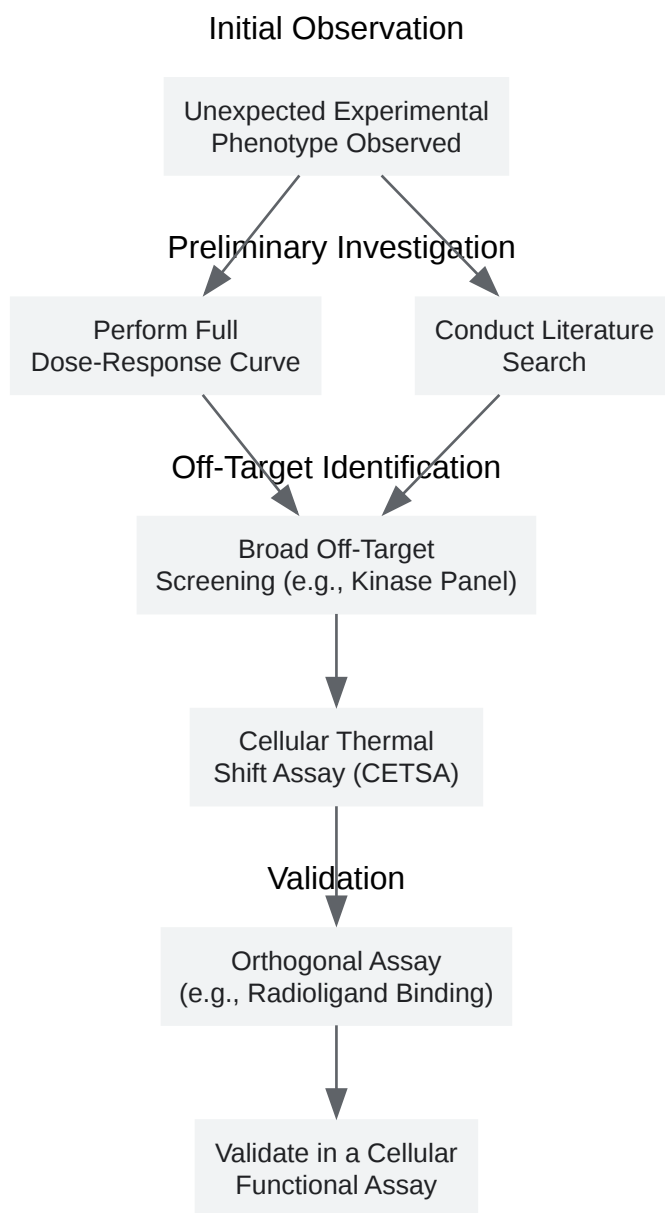 Initial Observation
Unexpected Experimental
Phenotype Observed
Preliminary Investigation
Perform Full
Dose-Response Curve
Conduct Literature
Search
Off-Target Identification
Broad Off-Target
Screening (e.g., Kinase Panel)
Cellular Thermal
Shift Assay (CETSA)
Validation
Orthogonal Assay
(e.g., Radioligand Binding)
Validate in a Cellular
Functional Assay